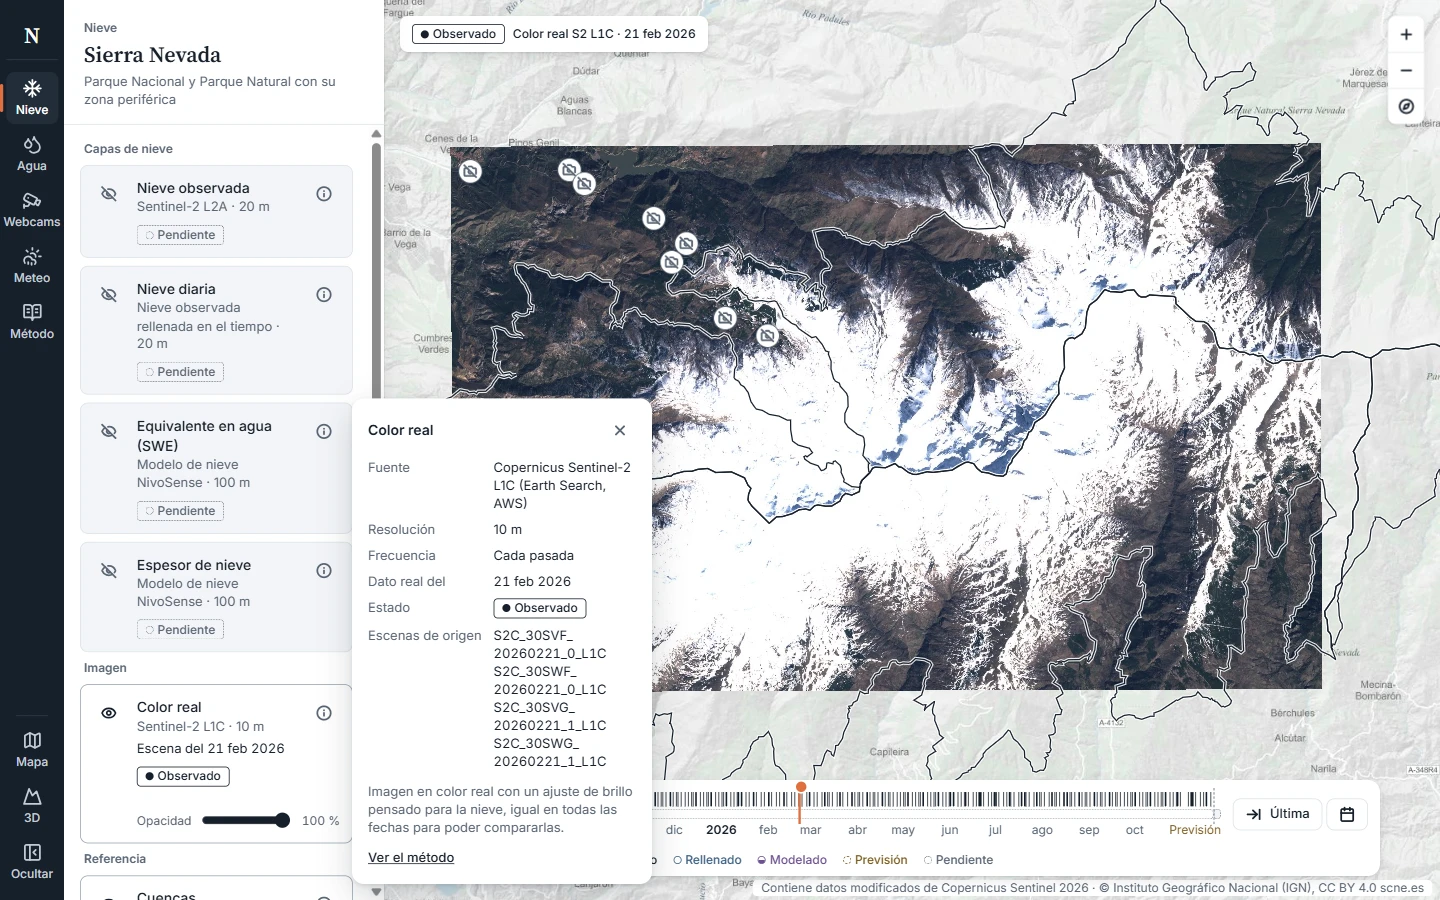 N
Nieve
Agua
Webcams
Meteo
Método
Mapa
3D
Ocultar
Nieve
Sierra Nevada
Parque Nacional y Parque Natural con su
zona periférica
Capas de nieve
Nieve observada
Sentinel-2 L2A · 20 m
Pendiente
Nieve diaria
Nieve observada
rellenada en el tiempo ·
20 m
Pendiente
Equivalente en agua
(SWE)
Modelo de nieve
NivoSense · 100 m
Pendiente
Espesor de nieve
Modelo de nieve
NivoSense · 100 m
Pendiente
Imagen
Color real
Sentinel-2 L1C · 10 m
Escena del 21 feb 2026
Observado
Opacidad 100 %
Referencia
Cuencas
Observado Color real S2 L1C · 21 feb 2026
Fargue
Río Padules
Quéntar
Dúdar
Aguas
Blancas
Cenes de la
Pinos Genil
Vega
Barrio de la
Vega
Cumbres
Verdes
Jérez de
Marquesa
Parque Natural Sierra Nevada
Color real
Fuente Copernicus Sentinel-2
L1C (Earth Search,
AWS)
Resolución 10 m
Frecuencia Cada pasada
Dato real del 21 feb 2026
Estado Observado
Escenas de origen S2C_30SVF_
20260221_0_L1C
S2C_30SWF_
20260221_0_L1C
S2C_30SVG_
20260221_1_L1C
S2C_30SWG_
20260221_1_L1C
Imagen en color real con un ajuste de brillo
pensado para la nieve, igual en todas las
fechas para poder compararlas.
Ver el método
Mecina-
Bombarón
Bérchules
A-4132
Alcútar
Capileira
Narila
A-348R4
dic 2026 feb mar abr may jun jul ago sep oct Previsión
Última
Rellenado Modelado Previsión Pendiente
Contiene datos modificados de Copernicus Sentinel 2026 · © Instituto Geográfico Nacional (IGN), CC BY 4.0 scne.es